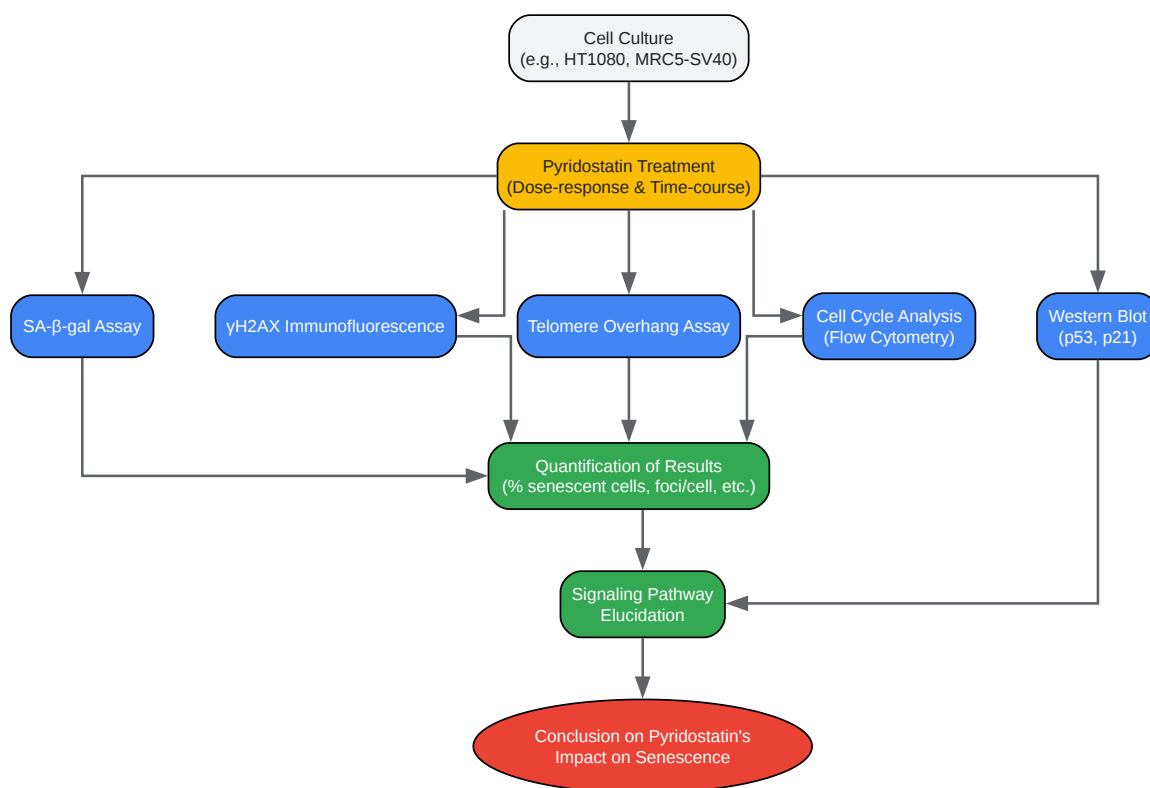 Cell Culture
(e.g., HT1080, MRC5-SV40)
Pyridostatin Treatment
(Dose-response & Time-course)
SA-β-gal Assay
γH2AX Immunofluorescence
Telomere Overhang Assay
Cell Cycle Analysis
(Flow Cytometry)
Western Blot
(p53, p21)
Quantification of Results
(% senescent cells, foci/cell, etc.)
Signaling Pathway
Elucidation
Conclusion on Pyridostatin's
Impact on Senescence